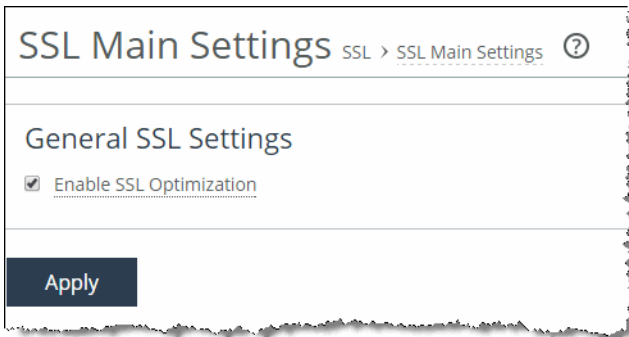 SSL Main Settings SSL › SSL Main Settings ?
General SSL Settings
Enable SSL Optimization
Apply